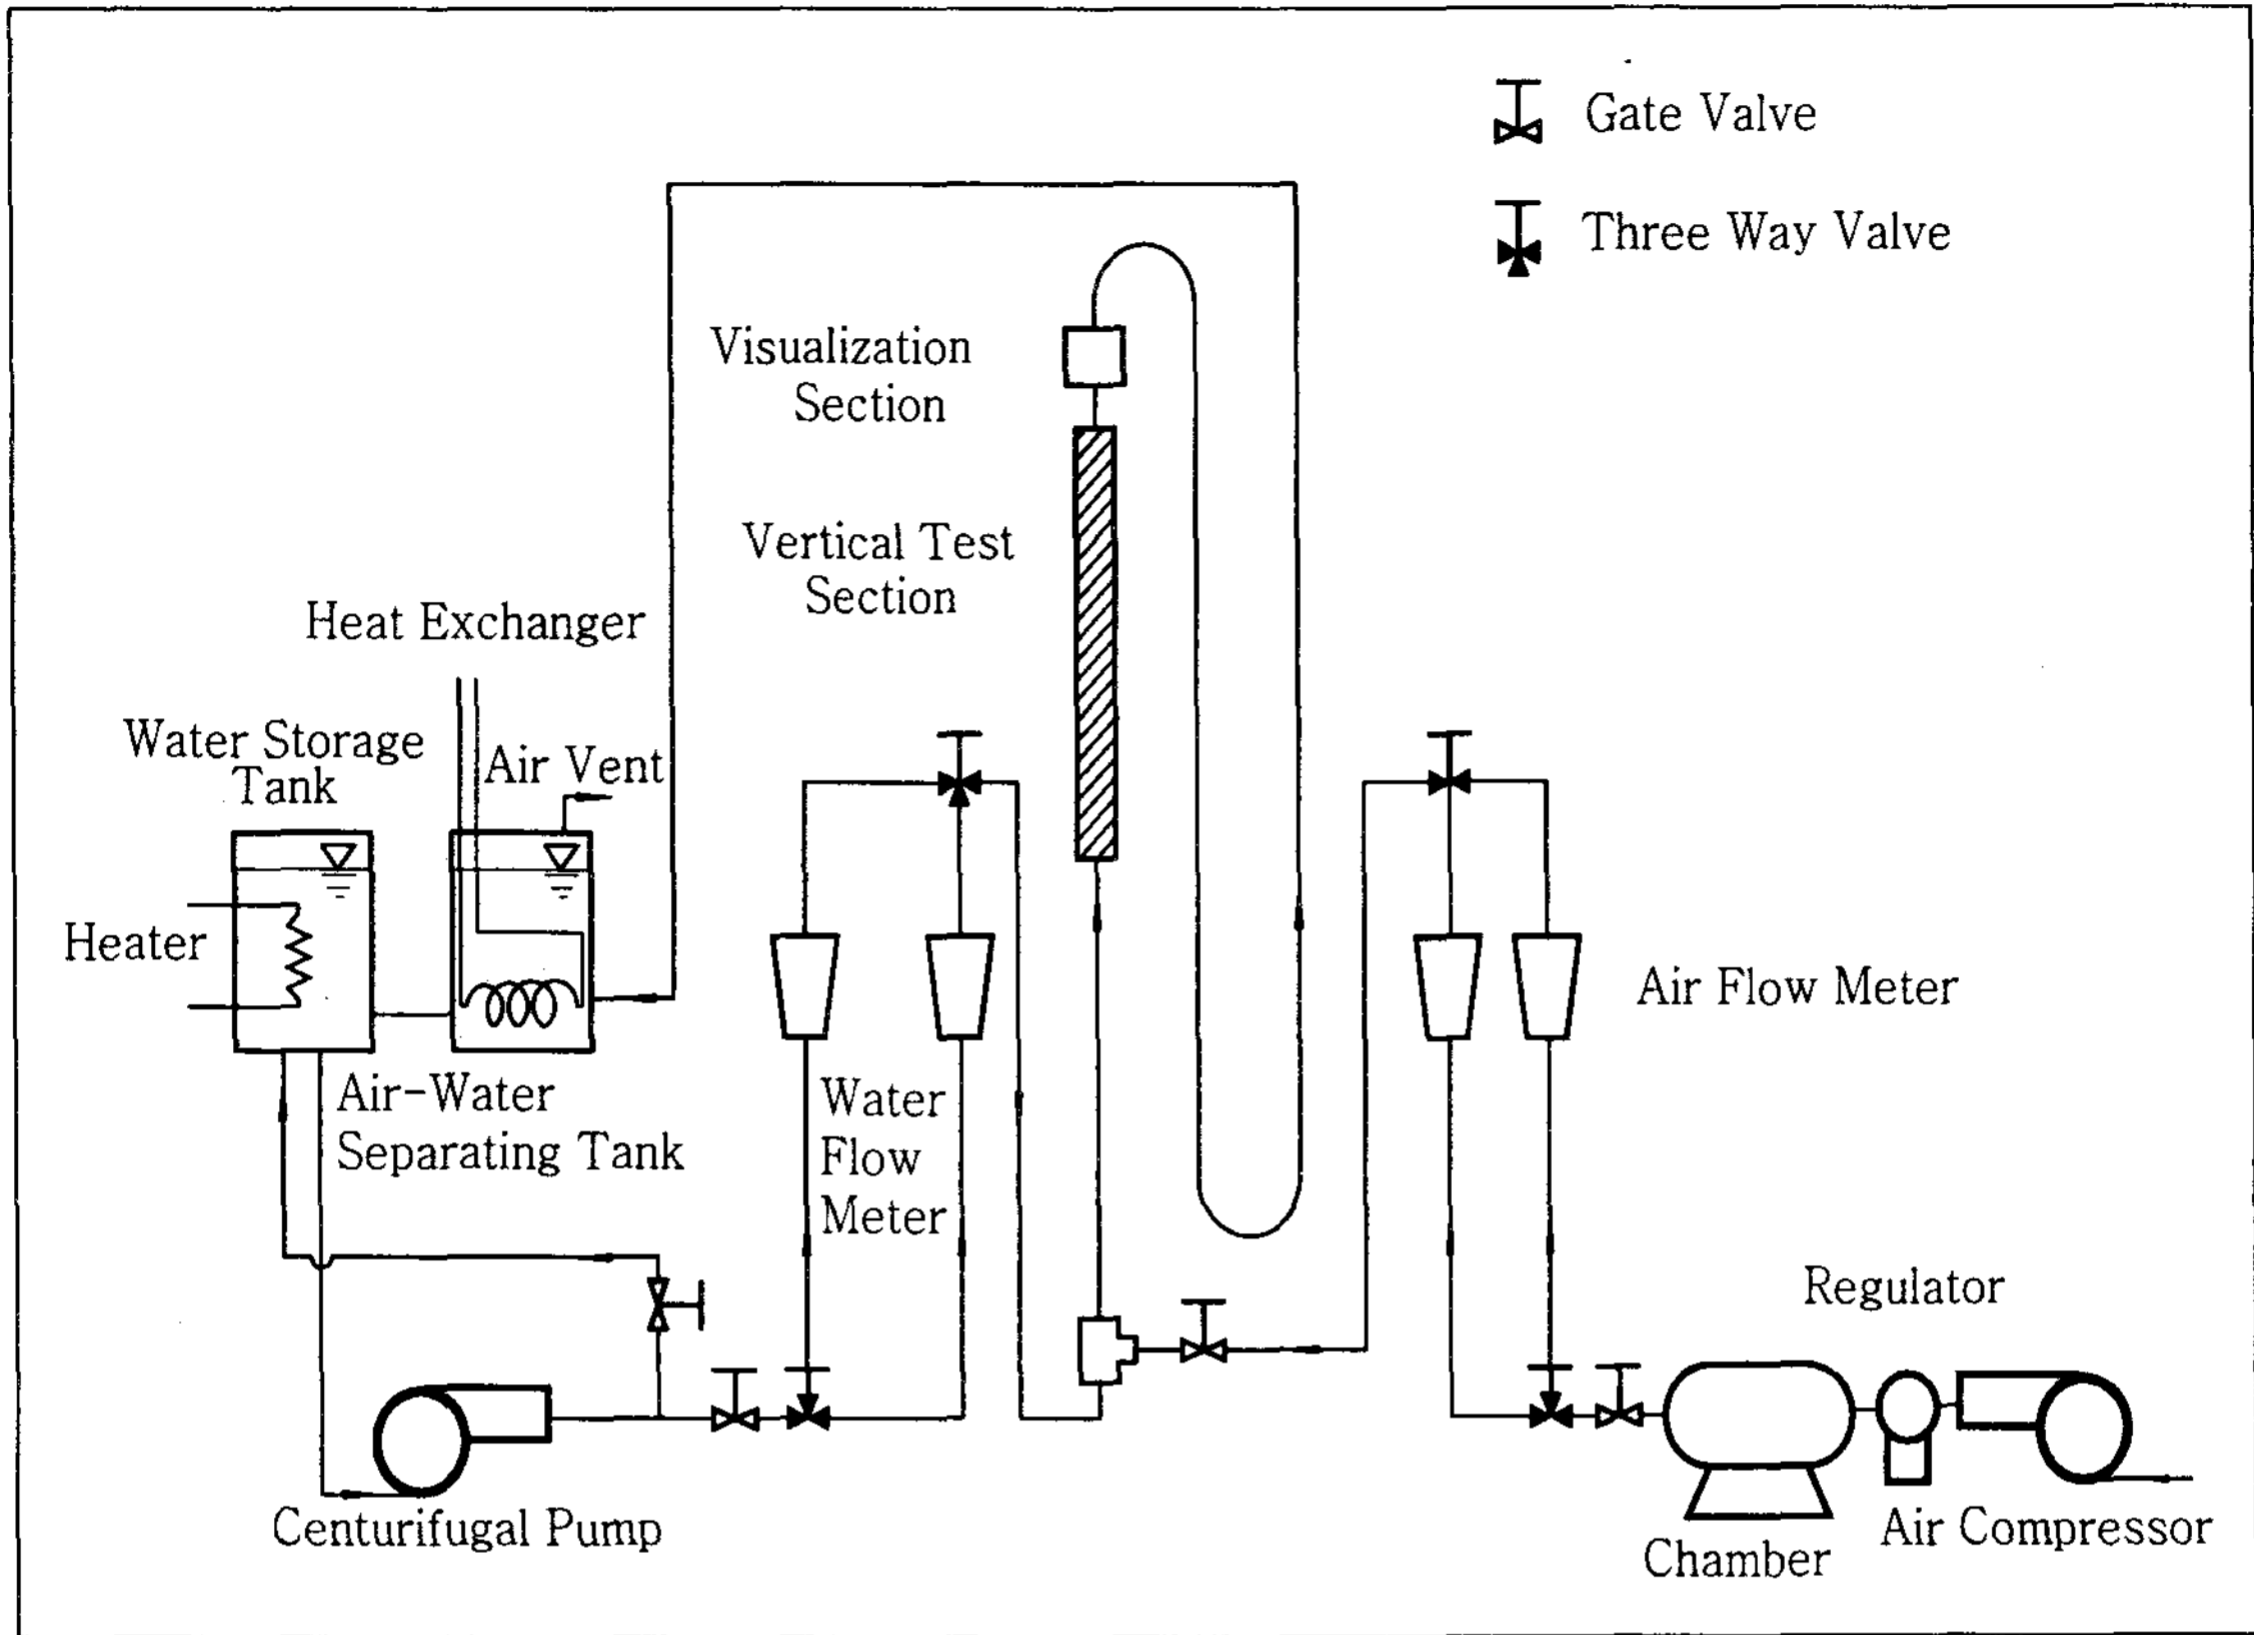 Gate Valve
Three Way Valve
Visualization
Section
Vertical Test
Section
Heat Exchanger
Water Storage
Tank
Air Vent
Heater
Air Flow Meter
Air-Water
Separating Tank
Water
Flow
Meter
Regulator
Centurifugal Pump
Chamber
Air Compressor